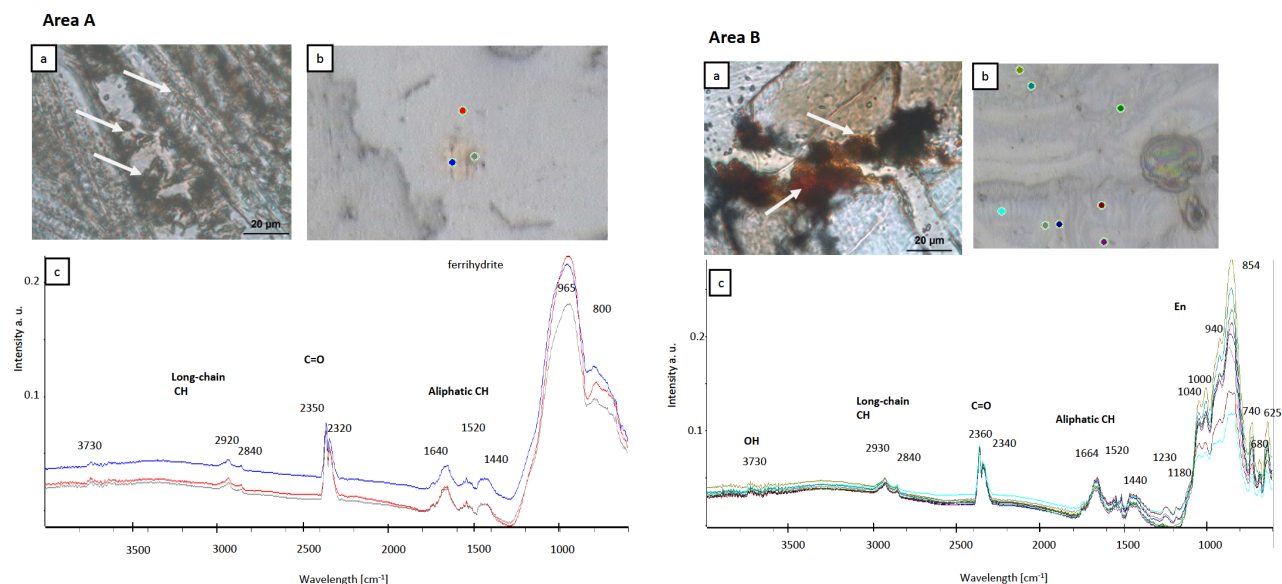 Area A
a
20 µm
b
c
ferrihydrite
0.2
965
800
Intensity a. u.
C=O
Long-chain
CH
Aliphatic CH
0.1
2350
2320
1520
3730
2920
2840
1640
1440
3500
3000
2500
2000
1500
1000
Wavelength [cm⁻¹]
Area B
a
20 µm
b
c
854
En
940
0.2
Intensity a. u.
1000
1040
Long-chain
CH
C=O
Aliphatic CH
740
625
0.1
OH
2930
2360
2340
1664
1520
680
3730
2840
1440
1230
1180
3500
3000
2500
2000
1500
1000
Wavelength [cm⁻¹]